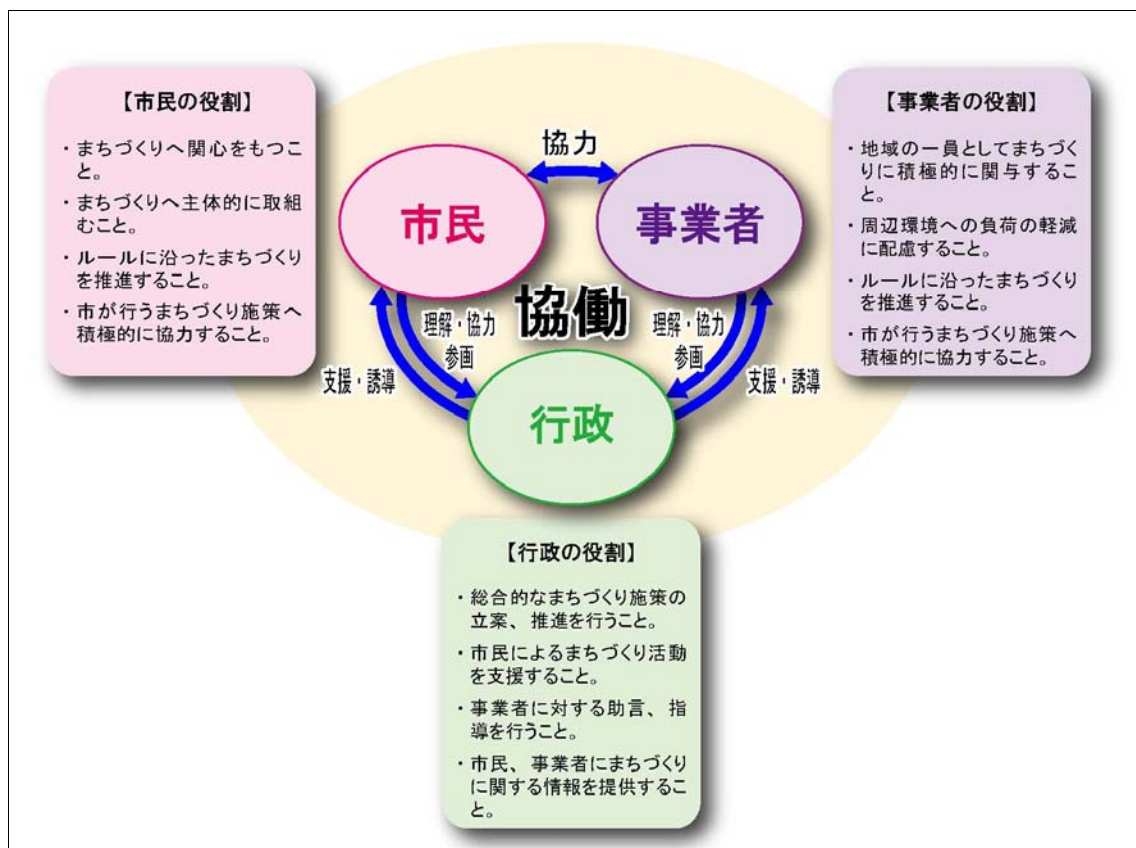 【市民の役割】
・まちづくりへ関心をもつこ
と。
・まちづくりへ主体的に取組
むこと。
・ルールに沿ったまちづくり
を推進すること。
・市が行うまちづくり施策へ
積極的に協力すること。
【事業者の役割】
・地域の一員としてまちづく
りに積極的に関与するこ
と。
・周辺環境への負荷の軽減
に配慮すること。
・ルールに沿ったまちづくり
を推進すること。
・市が行うまちづくり施策へ
積極的に協力すること。
協力
市民
事業者
協働
理解・協力
参画
支援・誘導
理解・協力
参画
支援・誘導
行政
【行政の役割】
・総合的なまちづくり施策の
立案、推進を行うこと。
・市民によるまちづくり活動
を支援すること。
・事業者に対する助言、指
導を行うこと。
・市民、事業者にまちづくり
に関する情報を提供するこ
と。